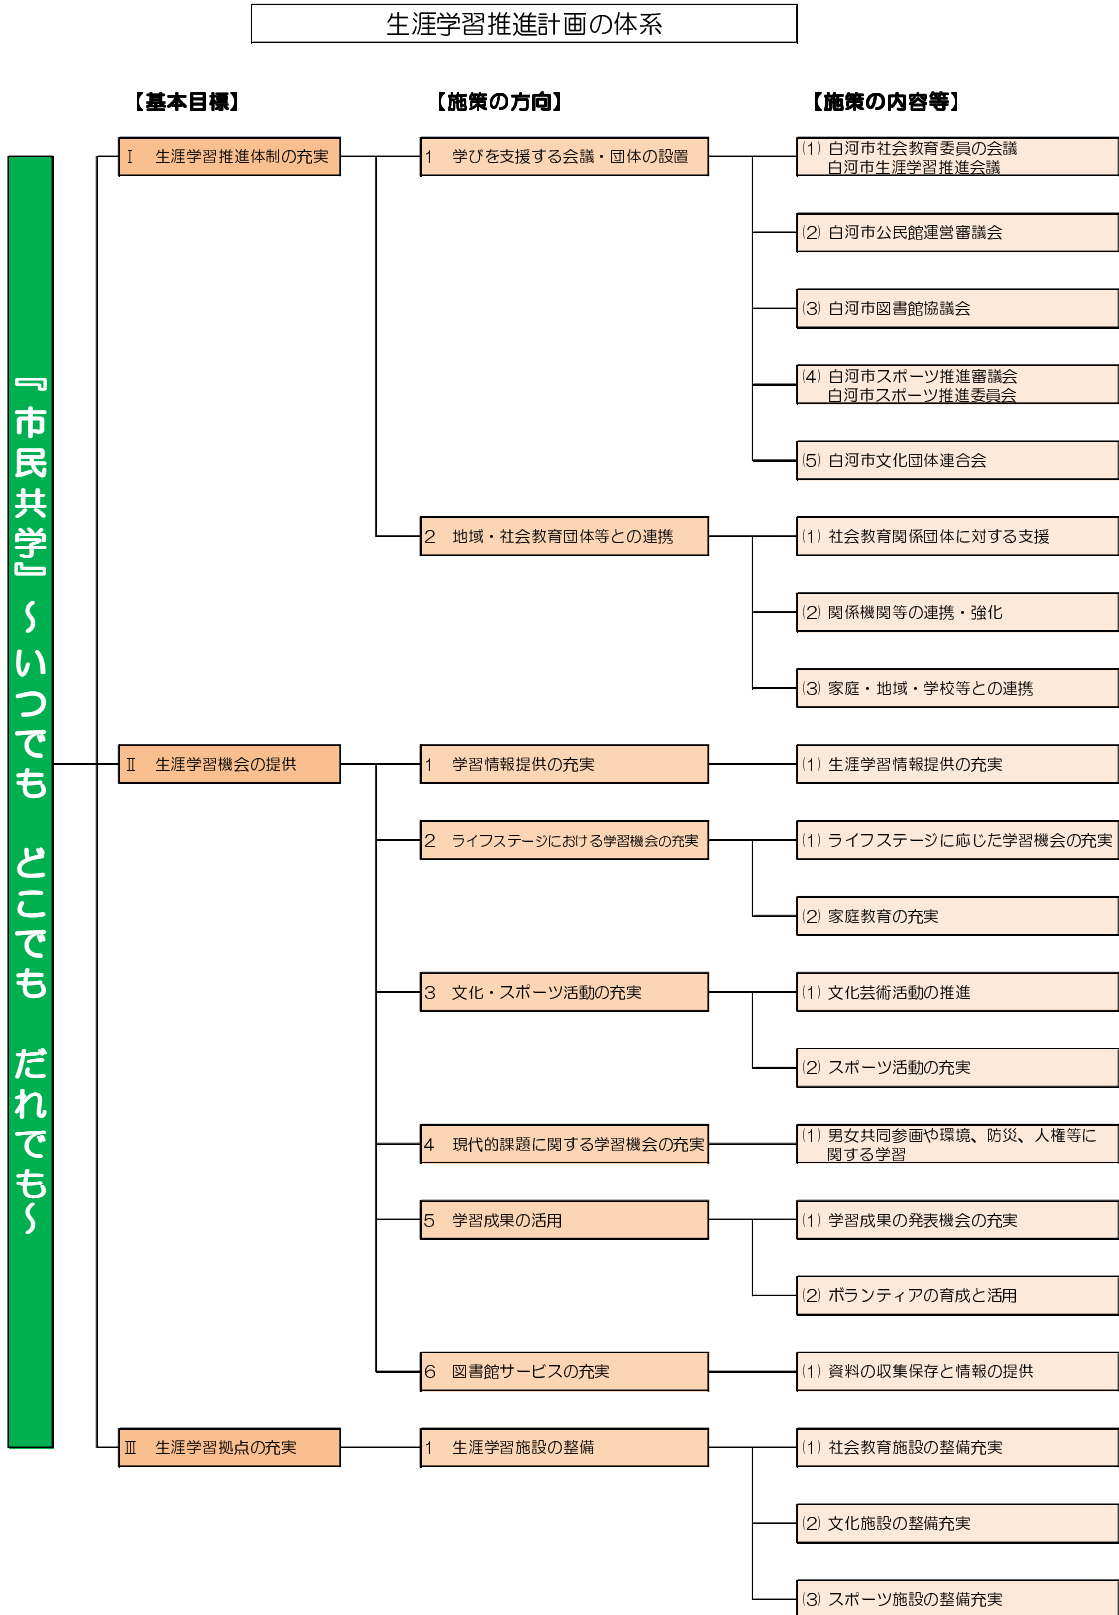 生涯学習推進計画の体系
【基本目標】
【施策の方向】
【施策の内容等】
『市民共学』～いつでも　どこでも　だれでも～
Ⅰ　生涯学習推進体制の充実
1　学びを支援する会議・団体の設置
(1) 白河市社会教育委員の会議
白河市生涯学習推進会議
(2) 白河市公民館運営審議会
(3) 白河市図書館協議会
(4) 白河市スポーツ推進審議会
白河市スポーツ推進委員会
(5) 白河市文化団体連合会
2　地域・社会教育団体等との連携
(1) 社会教育関係団体に対する支援
(2) 関係機関等の連携・強化
(3) 家庭・地域・学校等との連携
Ⅱ　生涯学習機会の提供
1　学習情報提供の充実
(1) 生涯学習情報提供の充実
2　ライフステージにおける学習機会の充実
(1) ライフステージに応じた学習機会の充実
(2) 家庭教育の充実
3　文化・スポーツ活動の充実
(1) 文化芸術活動の推進
(2) スポーツ活動の充実
4　現代的課題に関する学習機会の充実
(1) 男女共同参画や環境、防災、人権等に
関する学習
5　学習成果の活用
(1) 学習成果の発表機会の充実
(2) ボランティアの育成と活用
6　図書館サービスの充実
(1) 資料の収集保存と情報の提供
Ⅲ　生涯学習拠点の充実
1　生涯学習施設の整備
(1) 社会教育施設の整備充実
(2) 文化施設の整備充実
(3) スポーツ施設の整備充実